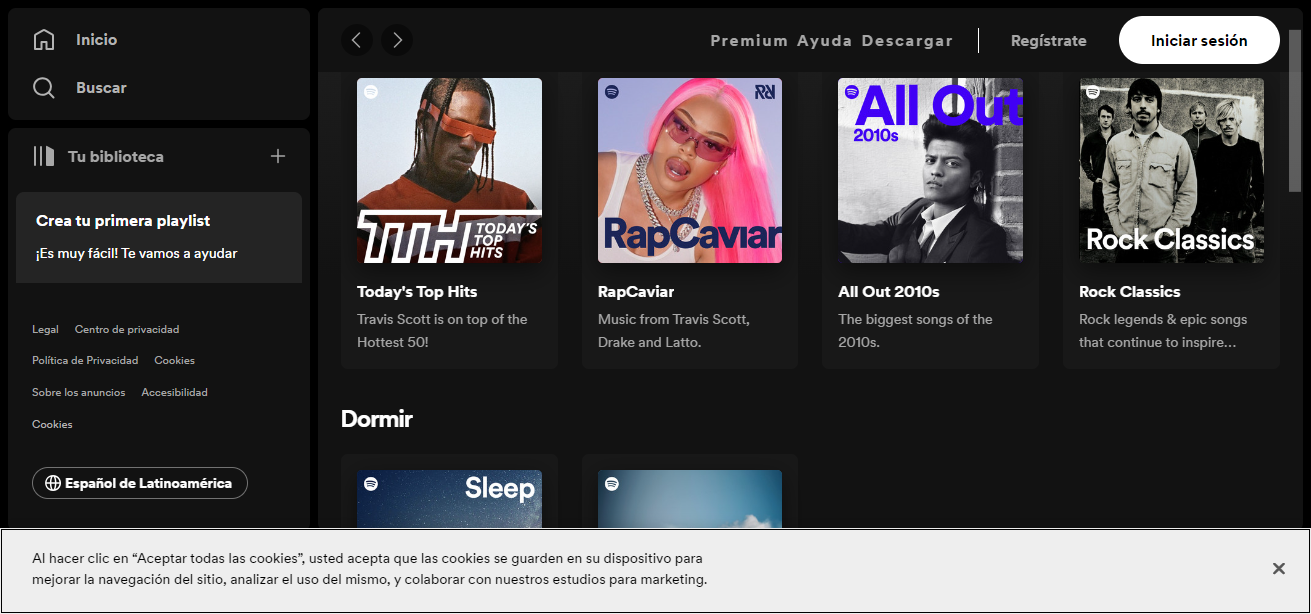 Inicio
Buscar
Tu biblioteca
Crea tu primera playlist
¡Es muy fácil! Te vamos a ayudar
Legal Centro de privacidad
Política de Privacidad Cookies
Sobre los anuncios Accesibilidad
Cookies
Español de Latinoamérica
Premium Ayuda Descargar Regístrate Iniciar sesión
TTH TODAY'S
TOP
HITS
RapCaviar
All Out
2010s
Rock Classics
Today's Top Hits
Travis Scott is on top of the
Hottest 50!
RapCaviar
Music from Travis Scott,
Drake and Latto.
All Out 2010s
The biggest songs of the
2010s.
Rock Classics
Rock legends & epic songs
that continue to inspire...
Dormir
Sleep
Al hacer clic en “Aceptar todas las cookies”, usted acepta que las cookies se guarden en su dispositivo para
mejorar la navegación del sitio, analizar el uso del mismo, y colaborar con nuestros estudios para marketing.